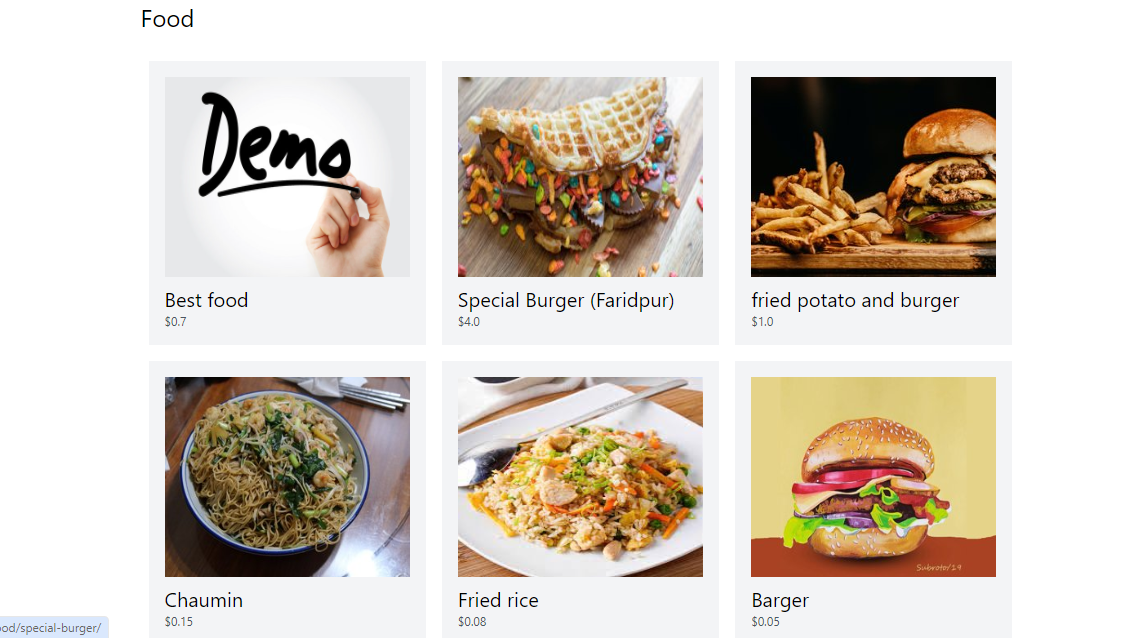 Food
Demo
Best food
$0.7
Special Burger (Faridpur)
$4.0
fried potato and burger
$1.0
Chaumin
$0.15
Fried rice
$0.08
Subroto'19
Barger
$0.05
ood/special-burger/